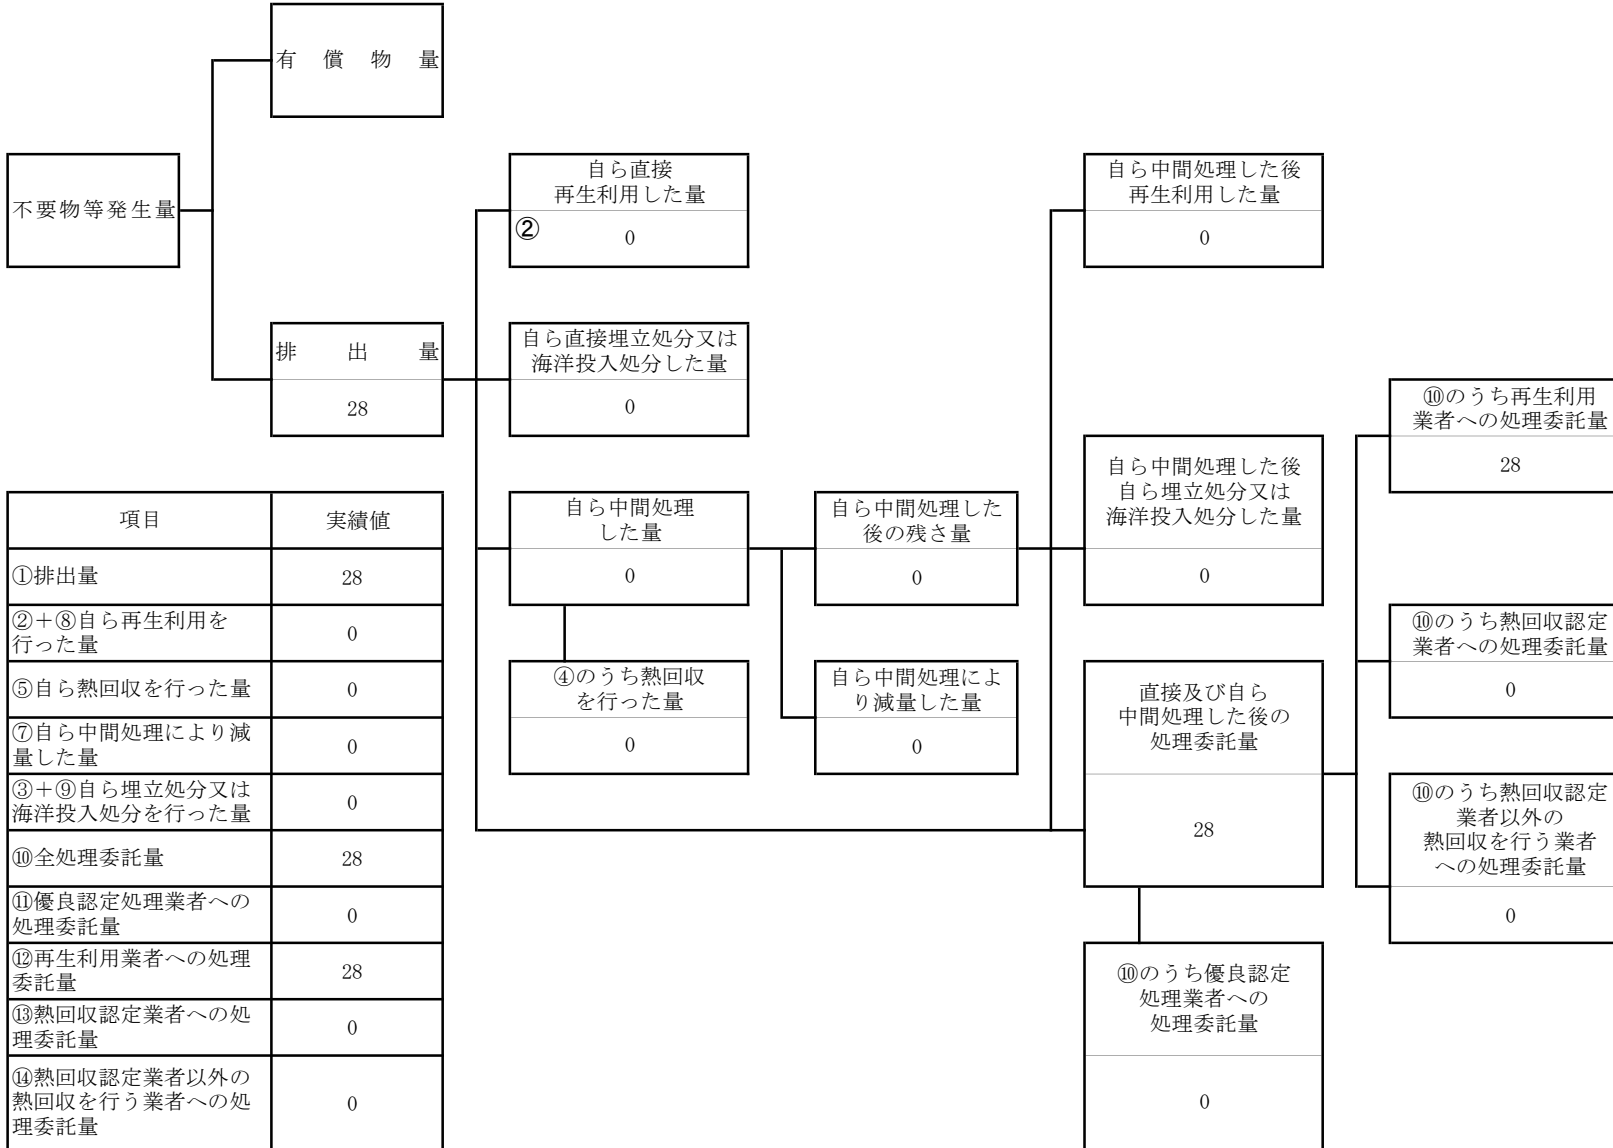 有償物量
不要物等発生量
自ら直接
再生利用した量
②
0
自ら中間処理した後
再生利用した量
0
排出量
28
自ら直接埋立処分又は
海洋投入処分した量
0
⑩のうち再生利用
業者への処理委託量
28
自ら中間処理
した量
0
自ら中間処理した
後の残さ量
0
自ら中間処理した後
自ら埋立処分又は
海洋投入処分した量
0
⑩のうち熱回収認定
業者への処理委託量
0
④のうち熱回収
を行った量
0
自ら中間処理によ
り減量した量
0
直接及び自ら
中間処理した後の
処理委託量
28
⑩のうち熱回収認定
業者以外の
熱回収を行う業者
への処理委託量
0
⑩のうち優良認定
処理業者への
処理委託量
0
項目 実績値
①排出量 28
②+⑧自ら再生利用を
行った量 0
⑤自ら熱回収を行った量 0
⑦自ら中間処理により減
量した量 0
③+⑨自ら埋立処分又は
海洋投入処分を行った量 0
⑩全処理委託量 28
⑪優良認定処理業者への
処理委託量 0
⑫再生利用業者への処理
委託量 28
⑬熱回収認定業者への処
理委託量 0
⑭熱回収認定業者以外の
熱回収を行う業者への処
理委託量 0